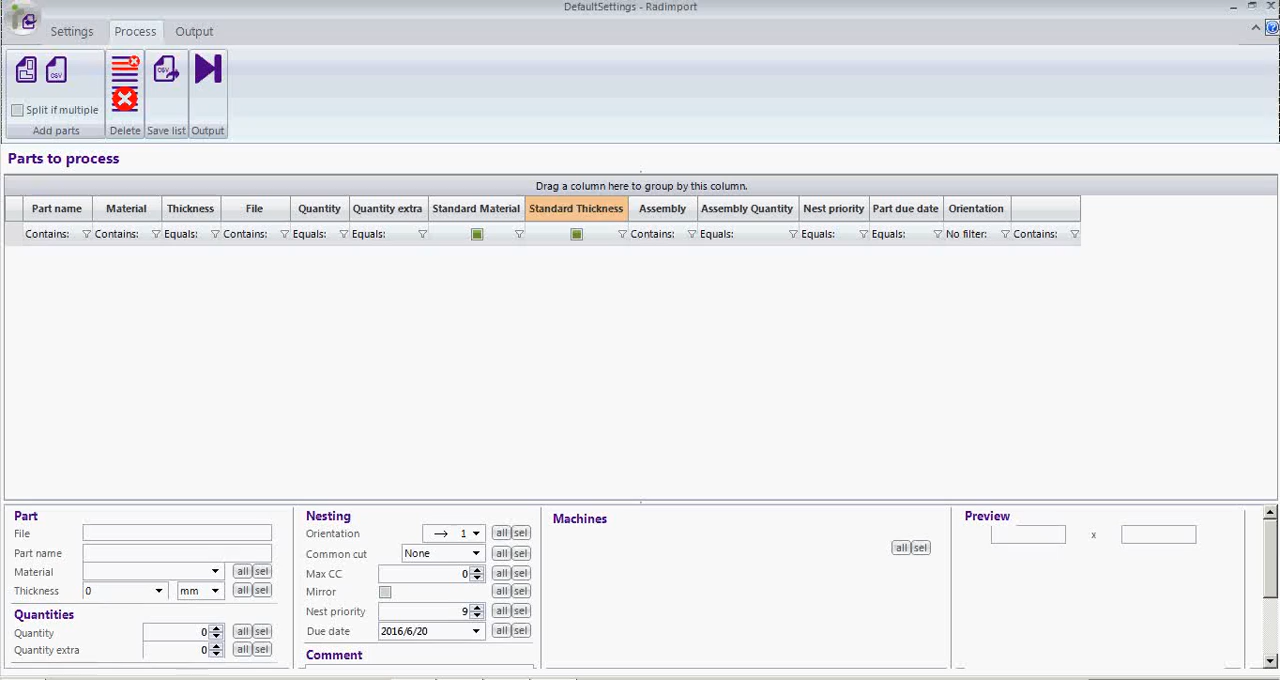 DefaultSettings - Radimport
Settings Process Output
CSV CSV
Split if multiple
Add parts Delete Save list Output
Parts to process
Drag a column here to group by this column.
Part name Material Thickness File Quantity Quantity extra Standard Material Standard Thickness Assembly Assembly Quantity Nest priority Part due date Orientation
Contains: Contains: Equals: Contains: Equals: Equals: Contains: Equals: Equals: Equals: No filter: Contains:
Part
File
Part name
Material all sel
Thickness 0 mm all sel
Quantities
Quantity 0 all sel
Quantity extra 0 all sel
Nesting
Orientation → 1 all sel
Common cut None all sel
Max CC 0 all sel
Mirror all sel
Nest priority 9 all sel
Due date 2016/6/20 all sel
Comment
Machines
all sel
Preview
x